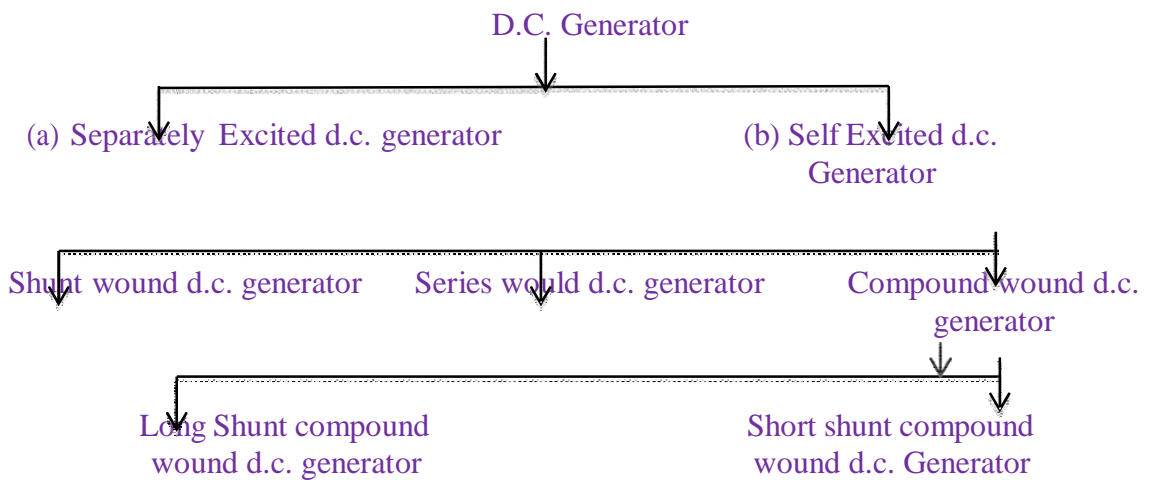 D.C. Generator
(a) Separately Excited d.c. generator
(b) Self Excited d.c.
Generator
Shunt wound d.c. generator
Series would d.c. generator
Compound wound d.c.
generator
Long Shunt compound
wound d.c. generator
Short shunt compound
wound d.c. Generator